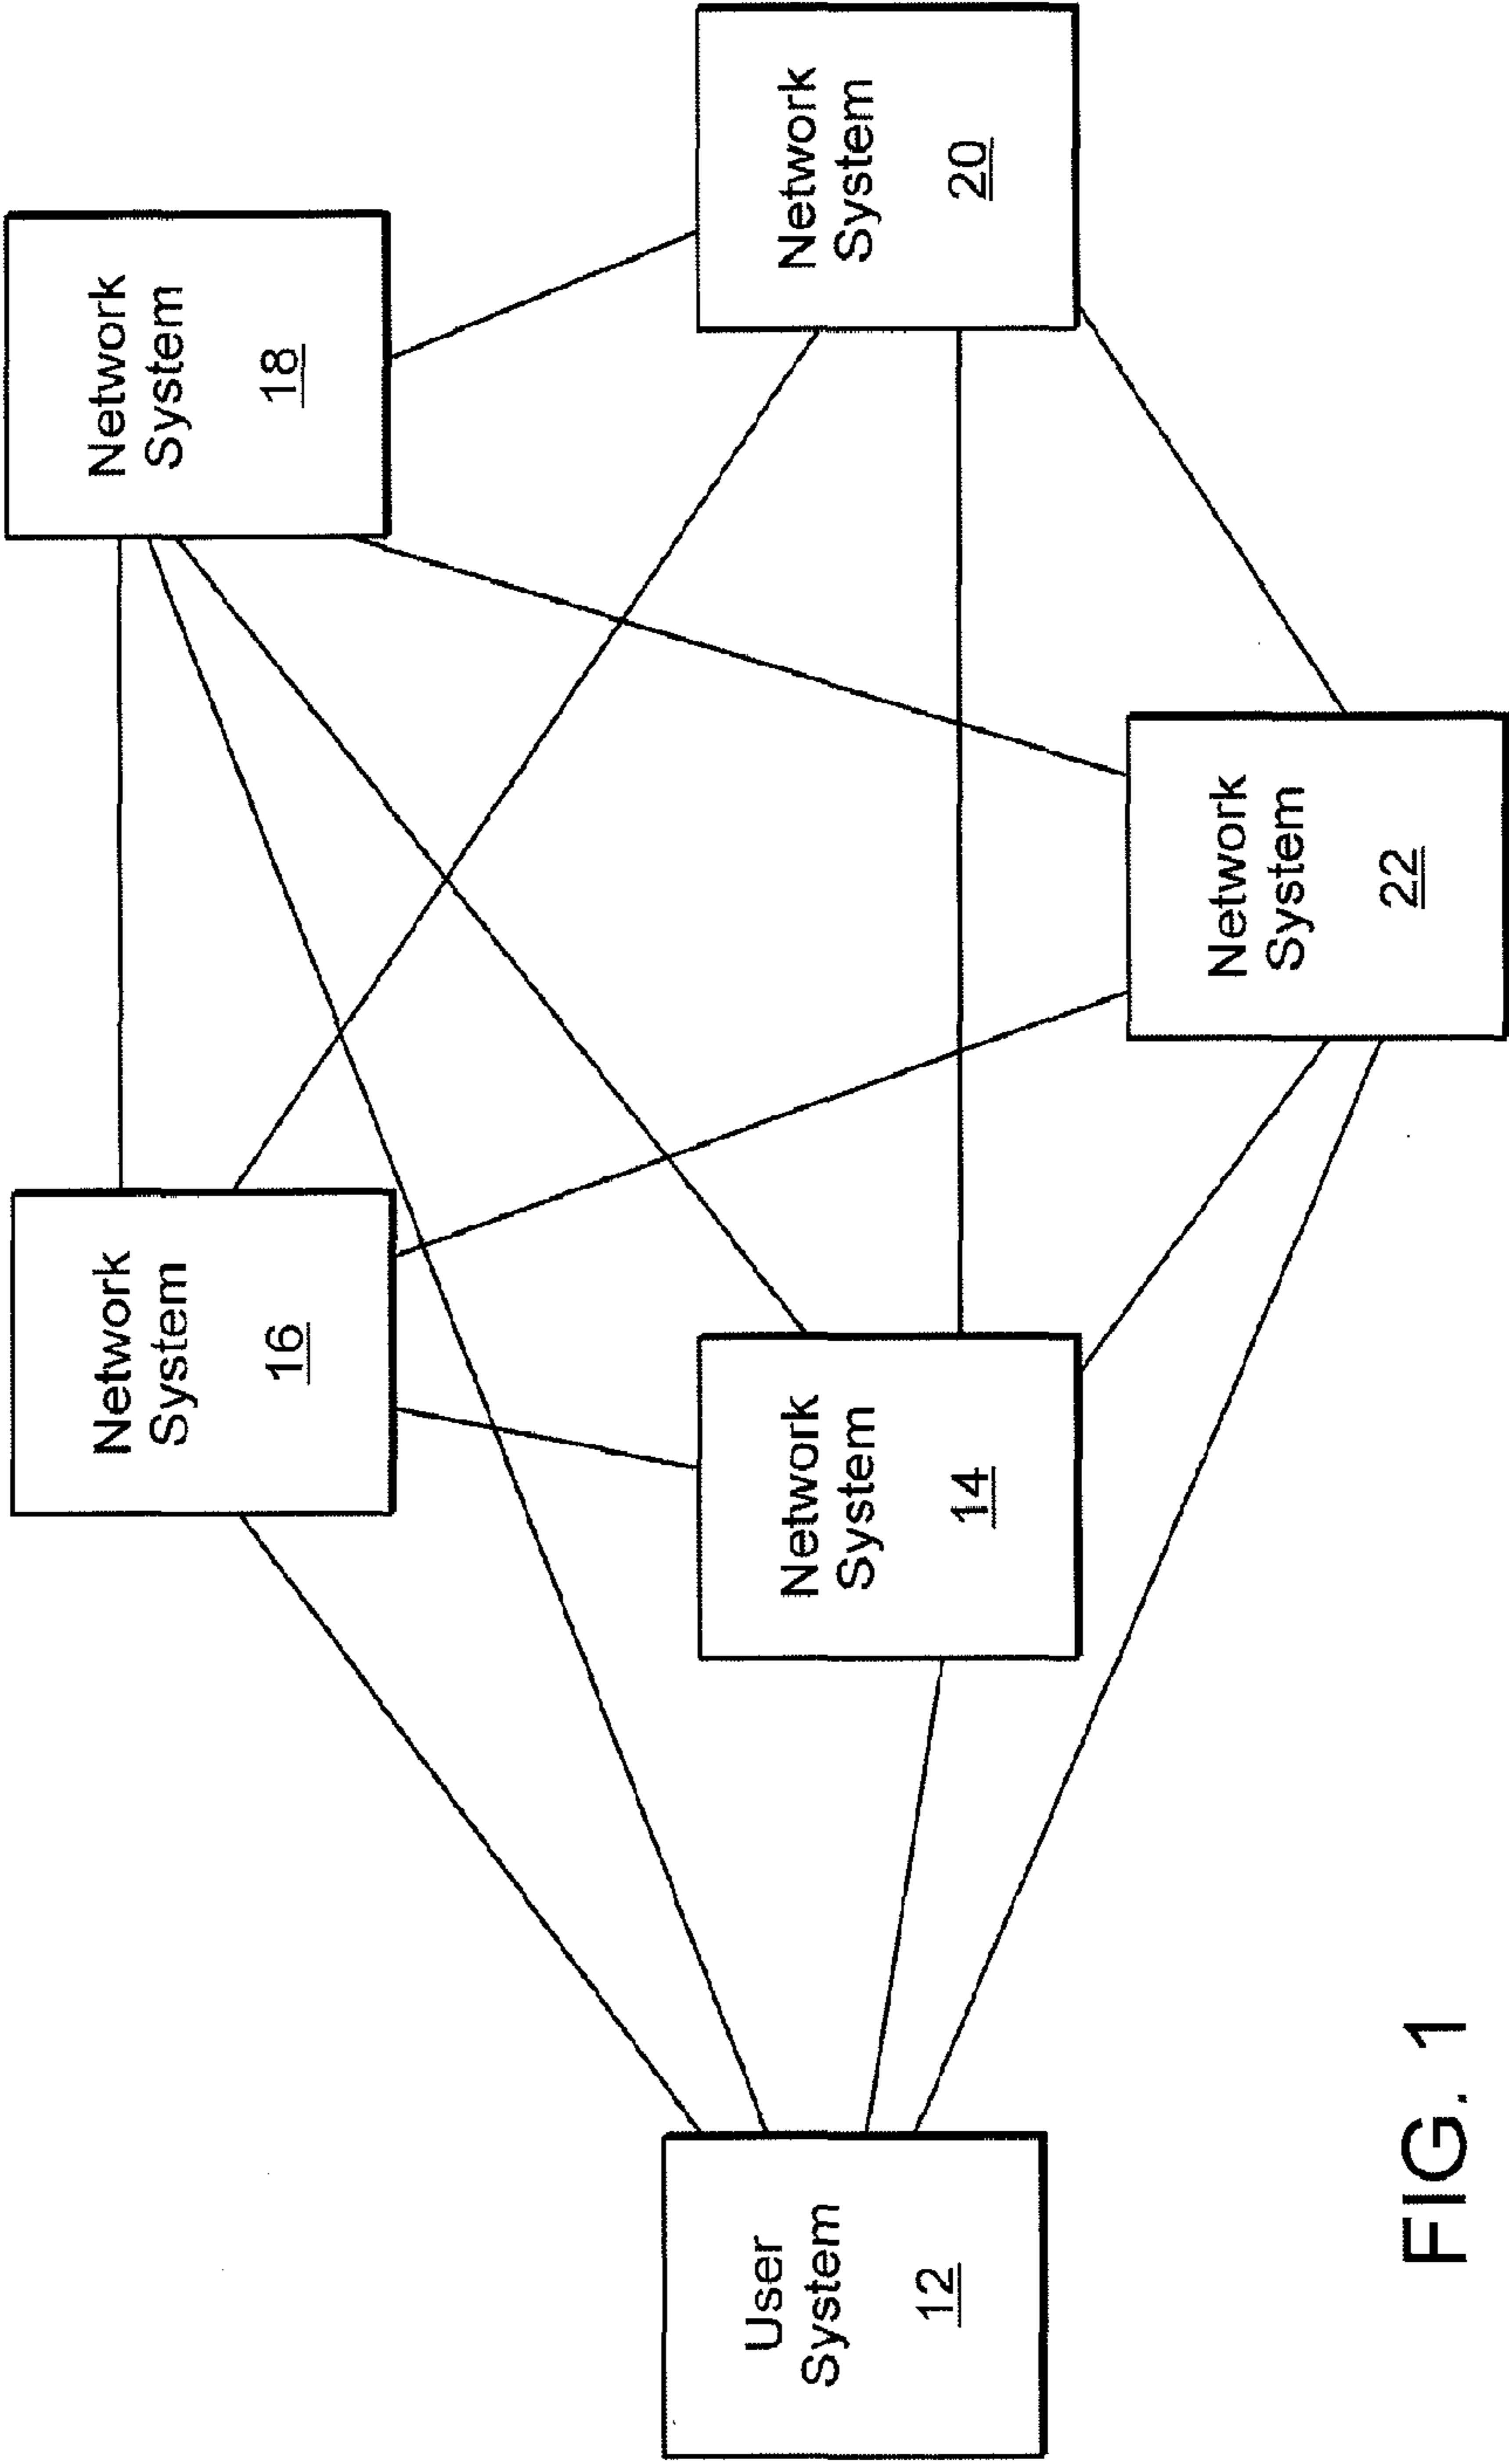 Network
System
18
Network
System
16
Network
System
20
Network
System
14
User
System
12
Network
System
22
FIG. 1